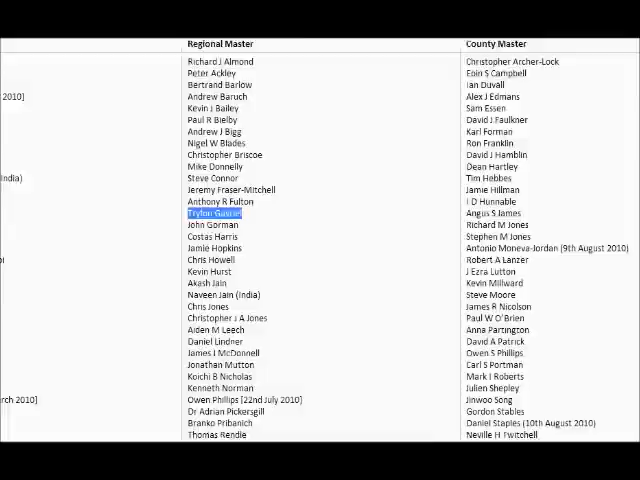 Regional Master County Master
Richard J Almond Christopher Archer-Lock
Peter Ackley Eoin S Campbell
Bertrand Barlow Ian Duvall
2010] Andrew Baruch Alex J Edmans
Kevin J Bailey Sam Essen
Paul R Bielby David J Faulkner
Andrew J Bigg Karl Forman
Nigel W Blades Ron Franklin
Christopher Briscoe David J Hamblin
Mike Donnelly Dean Hartley
India) Steve Connor Tim Hebbes
Jeremy Fraser-Mitchell Jamie Hillman
Anthony R Fulton I D Hunnable
Tryfon Gavriel Angus S James
John Gorman Richard M Jones
Costas Harris Stephen M Jones
Jamie Hopkins Antonio Moneva-Jordan (9th August 2010)
Chris Howell Robert A Lanzer
Kevin Hurst J Ezra Lutton
Akash Jain Kevin Millward
Naveen Jain (India) Steve Moore
Chris Jones James R Nicolson
Christopher J A Jones Paul W O'Brien
Aiden M Leech Anna Partington
Daniel Lindner David A Patrick
James J McDonnell Owen S Phillips
Jonathan Mutton Carl S Portman
Koichi B Nicholas Mark I Roberts
Kenneth Norman Julien Shepley
rch 2010] Owen Phillips [22nd July 2010] Jinwoo Song
Dr Adrian Pickersgill Gordon Stables
Branko Pribanich Daniel Staples (10th August 2010)
Thomas Rendle Neville H Twitchell